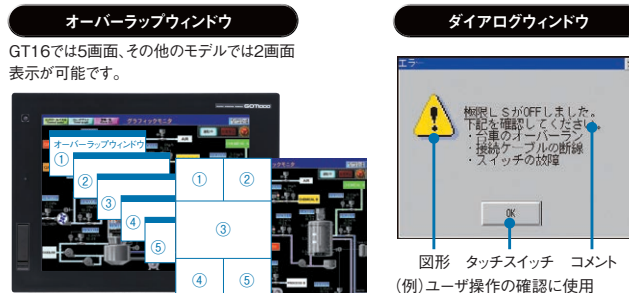 オーバーラップウィンドウ
GT16では5画面、その他のモデルでは2画面
表示が可能です。
GOT1000
グラフィックモニタ
オーバーラップウィンドウ
①
②
③
④
⑤
①
②
③
④
⑤
ダイアログウィンドウ
エラー
極限LSがOFFしました。
下記を確認してください。
・台車のオーバーラン
・接続ケーブルの断線
・スイッチの故障
OK
図形 タッチスイッチ コメント
(例)ユーザ操作の確認に使用